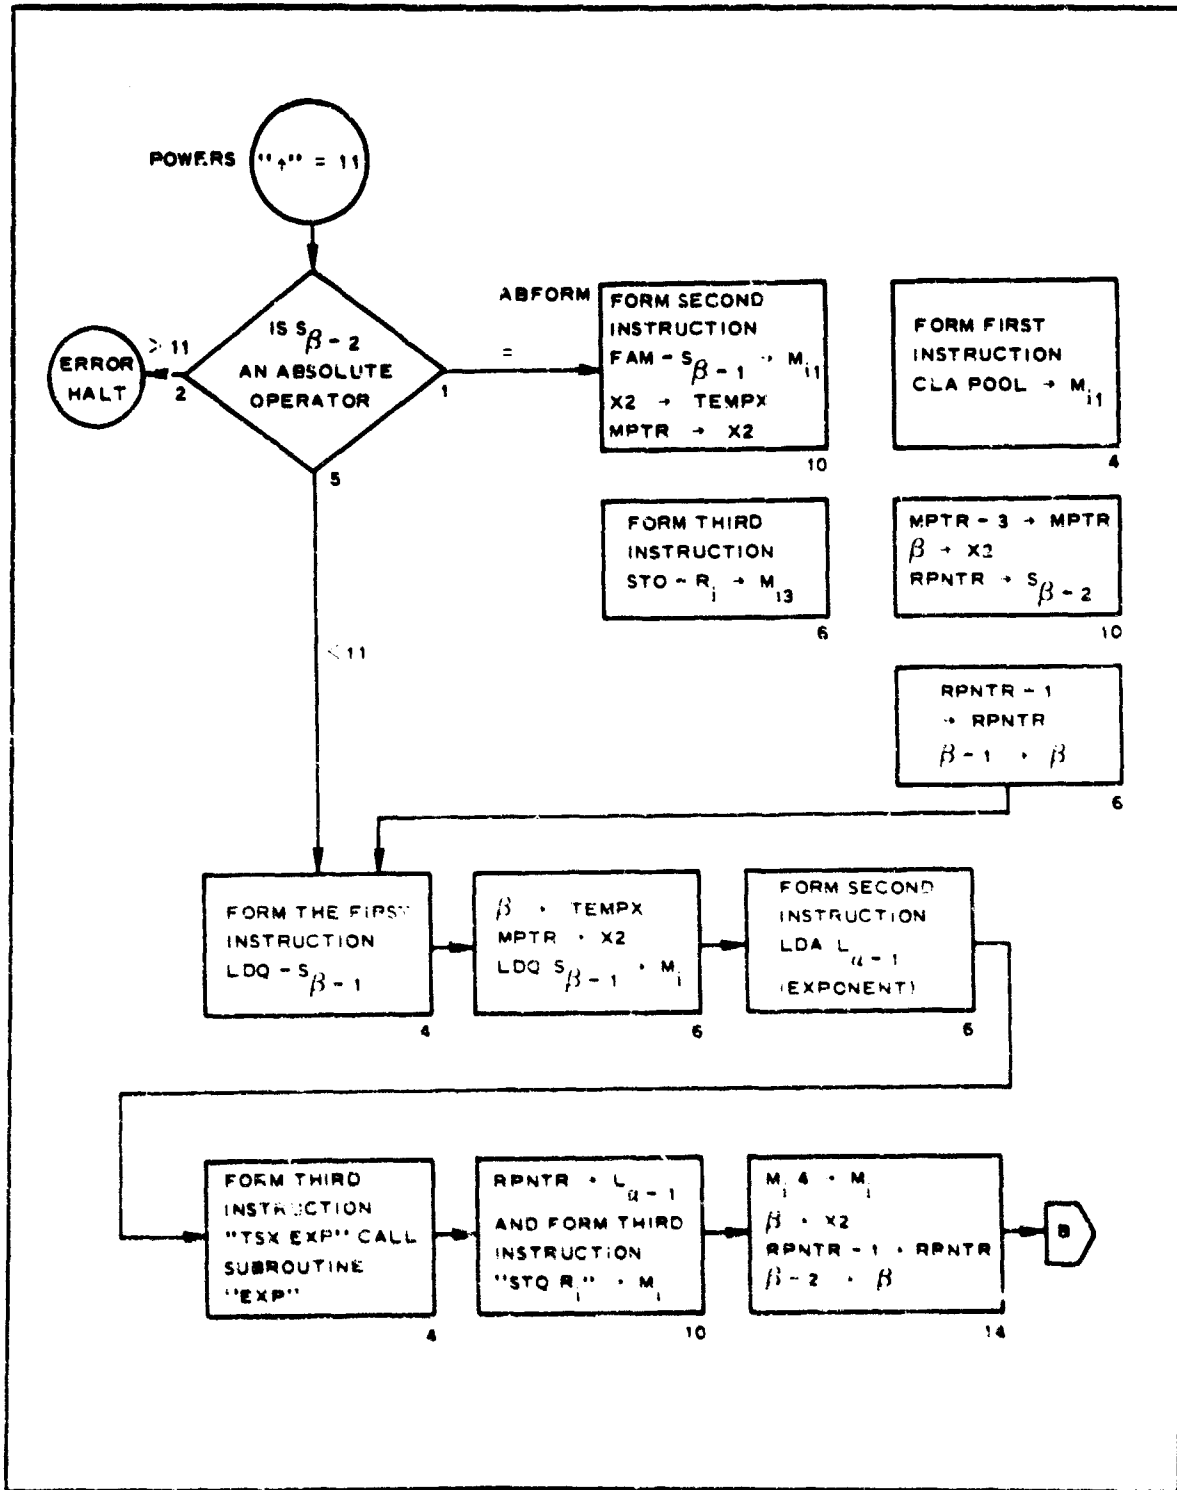 POWERS
"↑" = 11
IS Sβ-2
AN ABSOLUTE
OPERATOR
>11
2
ERROR
HALT
=
1
5
<11
ABFORM
FORM SECOND
INSTRUCTION
FAM - Sβ-1 → Mi1
X2 → TEMPX
MPTR → X2
10
FORM FIRST
INSTRUCTION
CLA POOL → Mi1
4
FORM THIRD
INSTRUCTION
STO - Ri → Mi3
6
MPTR - 3 → MPTR
β → X2
RPNTR → Sβ-2
10
RPNTR - 1
→ RPNTR
β-1 → β
6
FORM THE FIRST
INSTRUCTION
LDQ - Sβ-1
4
β → TEMPX
MPTR → X2
LDQ Sβ-1 → Mi
6
FORM SECOND
INSTRUCTION
LDA Lα-1
(EXPONENT)
6
FORM THIRD
INSTRUCTION
"TSX EXP" CALL
SUBROUTINE
"EXP"
4
RPNTR → Lα-1
AND FORM THIRD
INSTRUCTION
"STQ Ri" → Mi
10
Mi 4 → Mi
β → X2
RPNTR - 1 → RPNTR
β-2 → β
14